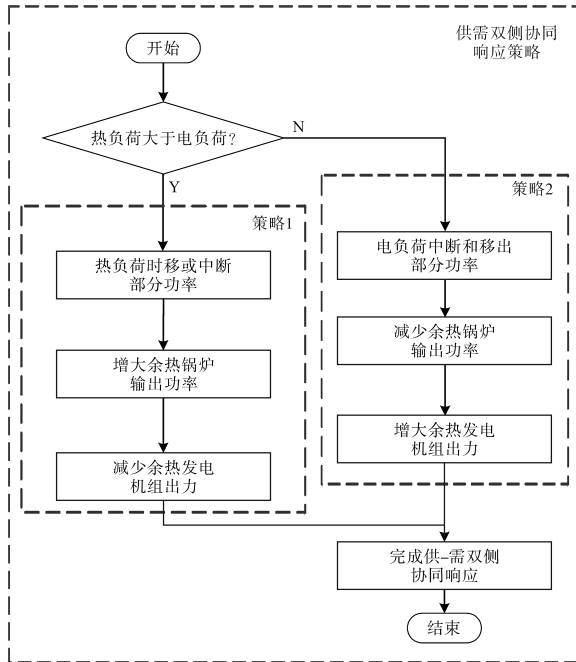 供需双侧协同
响应策略
开始
热负荷大于电负荷?
N
Y
策略1
热负荷时移或中断
部分功率
增大余热锅炉
输出功率
减少余热发电
机组出力
策略2
电负荷中断和移出
部分功率
减少余热锅炉
输出功率
增大余热发电
机组出力
完成供-需双侧
协同响应
结束